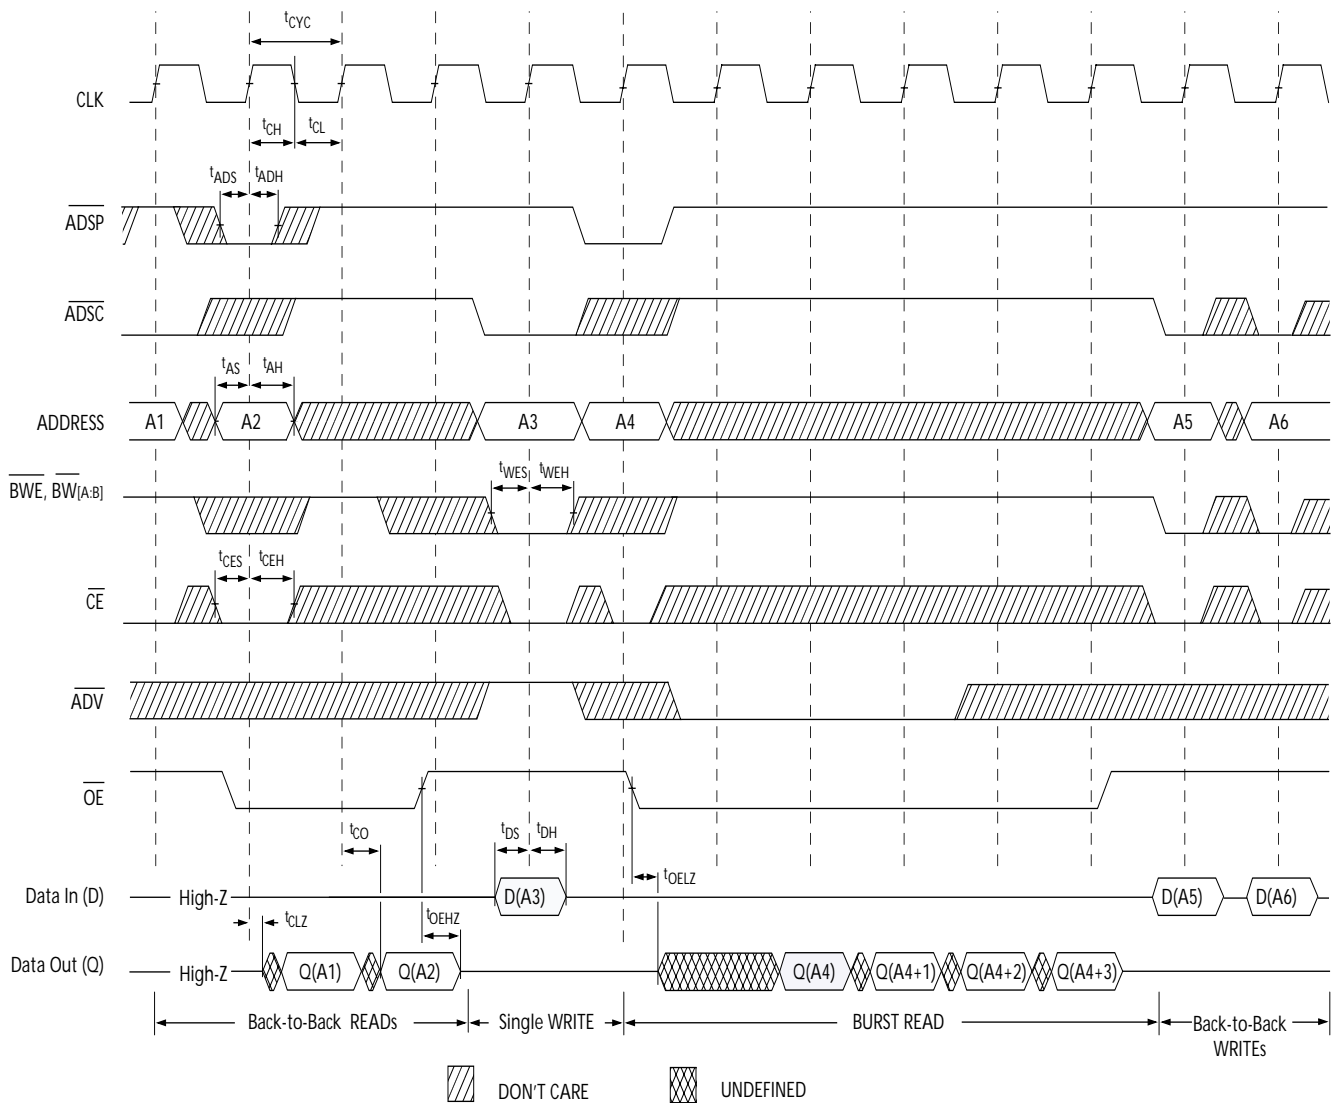 tCYC
CLK
tCH
tCL
tADS
tADH
ADSP
ADSC
tAS
tAH
ADDRESS
A1
A2
A3
A4
A5
A6
BWE, BW[A:B]
tWES
tWEH
tCES
tCEH
CE
ADV
OE
tCO
tDS
tDH
tOELZ
Data In (D)
High-Z
D(A3)
D(A5)
D(A6)
tCLZ
tOEHZ
Data Out (Q)
High-Z
Q(A1)
Q(A2)
Q(A4)
Q(A4+1)
Q(A4+2)
Q(A4+3)
Back-to-Back READs
Single WRITE
BURST READ
Back-to-Back
WRITEs
DON'T CARE
UNDEFINED